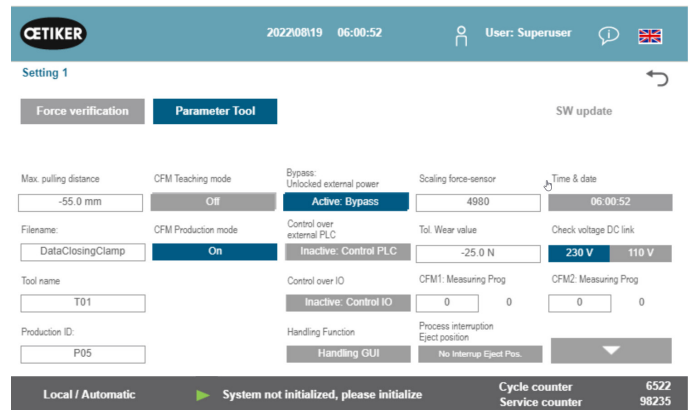 OETIKER
2022\08\19 06:00:52
User: Superuser
Setting 1
Force verification
Parameter Tool
SW update
Max. pulling distance
CFM Teaching mode
Bypass:
Unlocked external power
Scaling force-sensor
Time & date
-55.0 mm
Off
Active: Bypass
4980
06:00:52
Filename:
CFM Production mode
Control over
external PLC
Tol. Wear value
Check voltage DC link
DataClosingClamp
On
Inactive: Control PLC
-25.0 N
230 V 110 V
Tool name
Control over IO
CFM1: Measuring Prog
CFM2: Measuring Prog
T01
Inactive: Control IO
0 0
0 0
Production ID:
Handling Function
Process interruption
Eject position
P05
Handling GUI
No Interrup Eject Pos.
Local / Automatic
System not initialized, please initialize
Cycle counter 6522
Service counter 98235